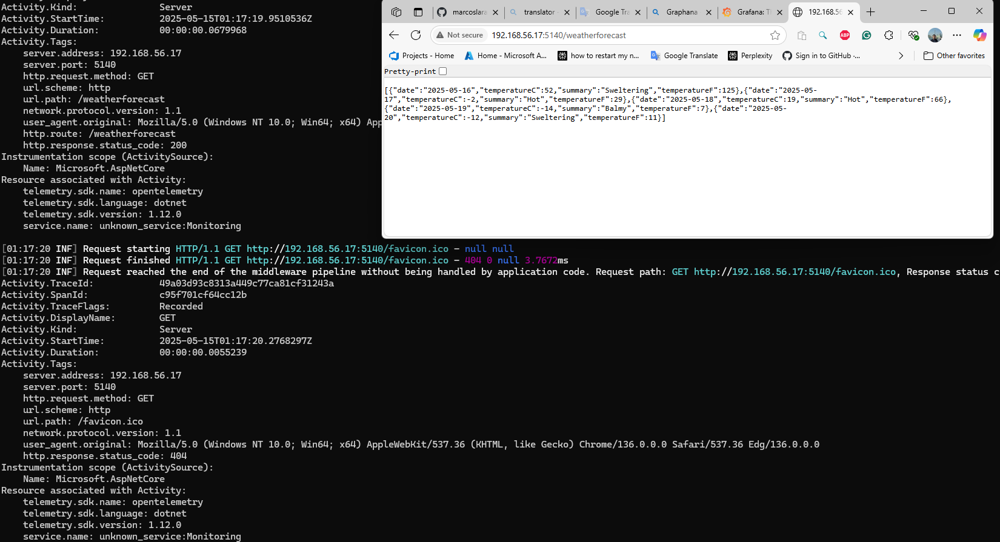 Activity.Kind: Server
Activity.StartTime: 2025-05-15T01:17:19.9510536Z
Activity.Duration: 00:00:00.0679968
Activity.Tags:
server.address: 192.168.56.17
server.port: 5140
http.request.method: GET
url.scheme: http
url.path: /weatherforecast
network.protocol.version: 1.1
user_agent.original: Mozilla/5.0 (Windows NT 10.0; Win64; x64) App
http.route: /weatherforecast
http.response.status_code: 200
Instrumentation scope (ActivitySource):
Name: Microsoft.AspNetCore
Resource associated with Activity:
telemetry.sdk.name: opentelemetry
telemetry.sdk.language: dotnet
telemetry.sdk.version: 1.12.0
service.name: unknown_service:Monitoring
marcoslara translator - Google Tra Graphana Grafana: Th 192.168.56
Not secure 192.168.56.17:5140/weatherforecast ABP
Projects - Home Home - Microsoft A... how to restart my n... Google Translate Perplexity Sign in to GitHub ·... Other favorites
Pretty-print
[{"date":"2025-05-16","temperatureC":52,"summary":"Sweltering","temperatureF":125},{"date":"2025-05-
17","temperatureC":-2,"summary":"Hot","temperatureF":29},{"date":"2025-05-18","temperatureC":19,"summary":"Hot","temperatureF":66},
{"date":"2025-05-19","temperatureC":-14,"summary":"Balmy","temperatureF":7},{"date":"2025-05-
20","temperatureC":-12,"summary":"Sweltering","temperatureF":11}]
[01:17:20 INF] Request starting HTTP/1.1 GET http://192.168.56.17:5140/favicon.ico - null null
[01:17:20 INF] Request finished HTTP/1.1 GET http://192.168.56.17:5140/favicon.ico - 404 0 null 3.7672ms
[01:17:20 INF] Request reached the end of the middleware pipeline without being handled by application code. Request path: GET http://192.168.56.17:5140/favicon.ico, Response status c
Activity.TraceId: 49a03d93c8313a449c77ca81cf31243a
Activity.SpanId: c95f701cf64cc12b
Activity.TraceFlags: Recorded
Activity.DisplayName: GET
Activity.Kind: Server
Activity.StartTime: 2025-05-15T01:17:20.2768297Z
Activity.Duration: 00:00:00.0055239
Activity.Tags:
server.address: 192.168.56.17
server.port: 5140
http.request.method: GET
url.scheme: http
url.path: /favicon.ico
network.protocol.version: 1.1
user_agent.original: Mozilla/5.0 (Windows NT 10.0; Win64; x64) AppleWebKit/537.36 (KHTML, like Gecko) Chrome/136.0.0.0 Safari/537.36 Edg/136.0.0.0
http.response.status_code: 404
Instrumentation scope (ActivitySource):
Name: Microsoft.AspNetCore
Resource associated with Activity:
telemetry.sdk.name: opentelemetry
telemetry.sdk.language: dotnet
telemetry.sdk.version: 1.12.0
service.name: unknown_service:Monitoring